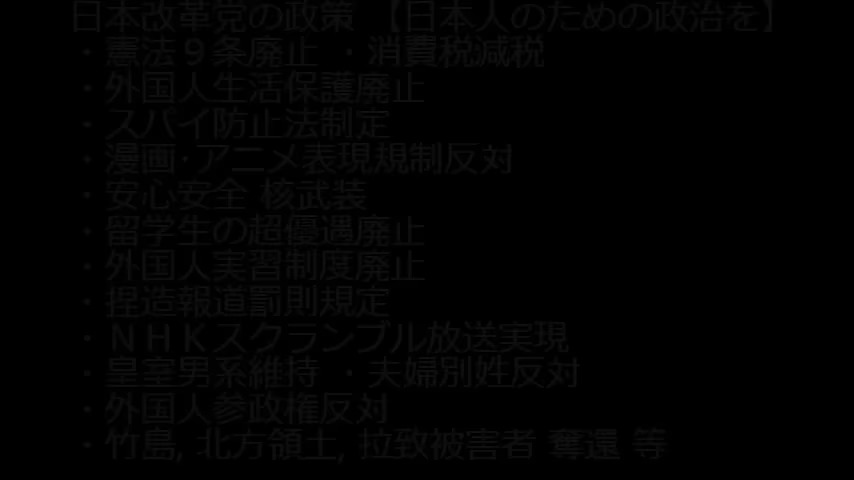 日本改革党の政策 【日本人のための政治を】
・憲法９条廃止 ・消費税減税
・外国人生活保護廃止
・スパイ防止法制定
・漫画･アニメ表現規制反対
・安心安全 核武装
・留学生の超優遇廃止
・外国人実習制度廃止
・捏造報道罰則規定
・ＮＨＫスクランブル放送実現
・皇室男系維持 ・夫婦別姓反対
・外国人参政権反対
・竹島, 北方領土, 拉致被害者 奪還 等